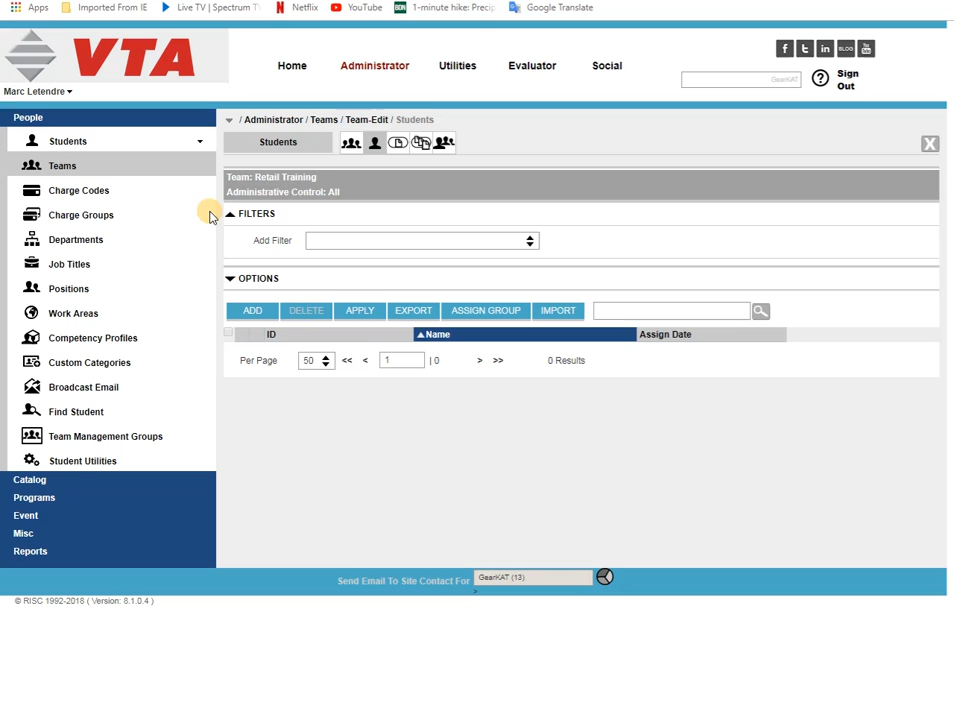 Apps Imported From IE Live TV | Spectrum T Netflix YouTube 1-minute hike: Precip Google Translate
VTA
Home Administrator Utilities Evaluator Social
f t in BLOG You
GearKAT ? Sign Out
Marc Letendre
People
Students
Teams
Charge Codes
Charge Groups
Departments
Job Titles
Positions
Work Areas
Competency Profiles
Custom Categories
Broadcast Email
Find Student
Team Management Groups
Student Utilities
Catalog
Programs
Event
Misc
Reports
/ Administrator / Teams / Team-Edit / Students
Students X
Team: Retail Training
Administrative Control: All
FILTERS
Add Filter
OPTIONS
ADD DELETE APPLY EXPORT ASSIGN GROUP IMPORT
ID Name Assign Date
Per Page 50 << < 1 | 0 > >> 0 Results
Send Email To Site Contact For GearKAT (13)
>
© RISC 1992-2018 ( Version: 8.1.0.4 )